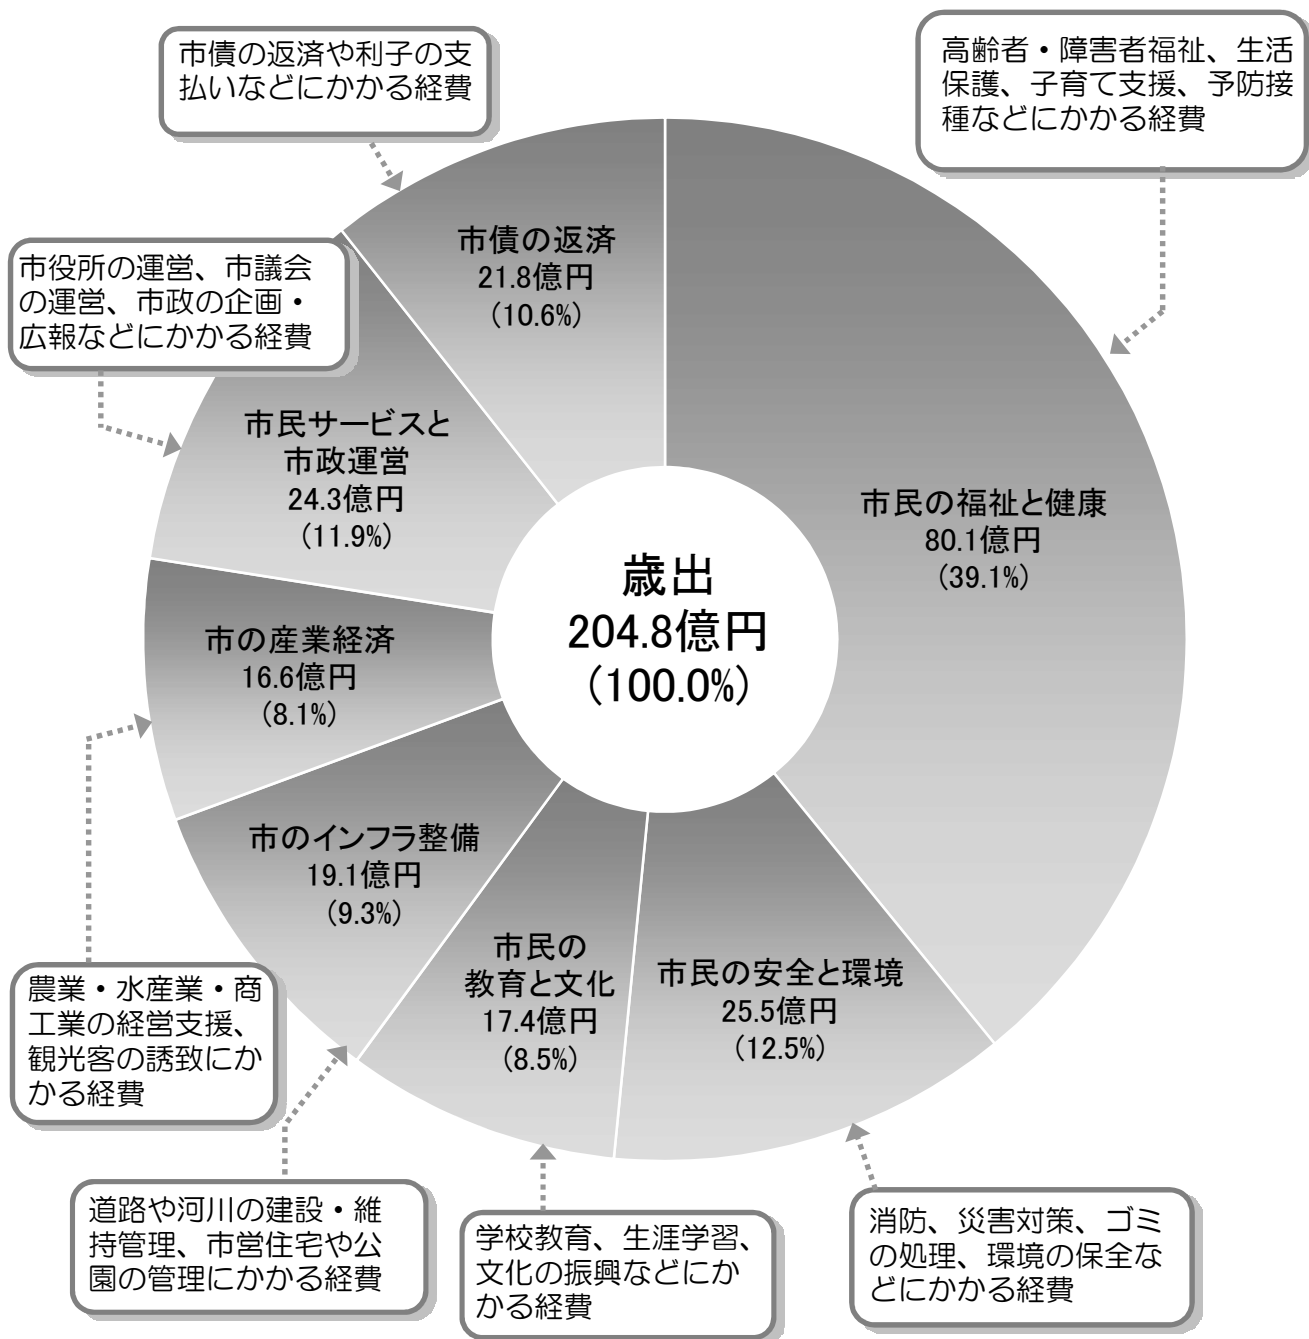 市債の返済や利子の支
払いなどにかかる経費
高齢者・障害者福祉、生活
保護、子育て支援、予防接
種などにかかる経費
市債の返済
21.8億円
(10.6%)
市役所の運営、市議会
の運営、市政の企画・
広報などにかかる経費
市民サービスと
市政運営
24.3億円
(11.9%)
市民の福祉と健康
80.1億円
(39.1%)
歳出
204.8億円
(100.0%)
市の産業経済
16.6億円
(8.1%)
市のインフラ整備
19.1億円
(9.3%)
市民の
教育と文化
17.4億円
(8.5%)
市民の安全と環境
25.5億円
(12.5%)
農業・水産業・商
工業の経営支援、
観光客の誘致にか
かる経費
道路や河川の建設・維
持管理、市営住宅や公
園の管理にかかる経費
学校教育、生涯学習、
文化の振興などにか
かる経費
消防、災害対策、ゴミ
の処理、環境の保全な
どにかかる経費